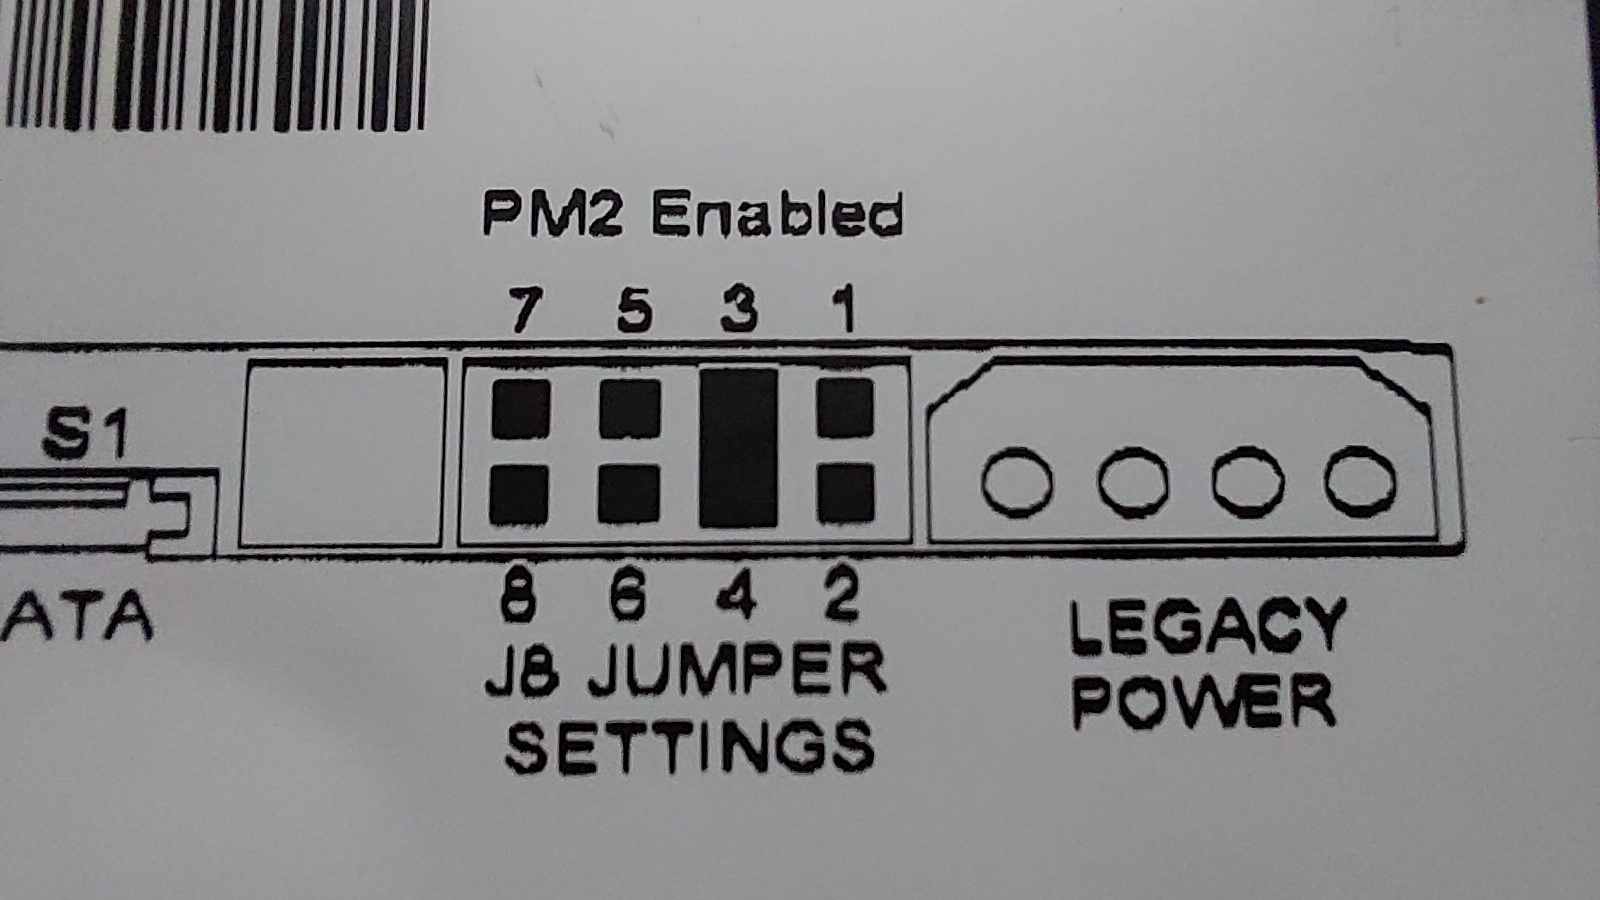 PM2 Enabled
7 5 3 1
S1
8 6 4 2
ATA
J8 JUMPER
SETTINGS
LEGACY
POWER